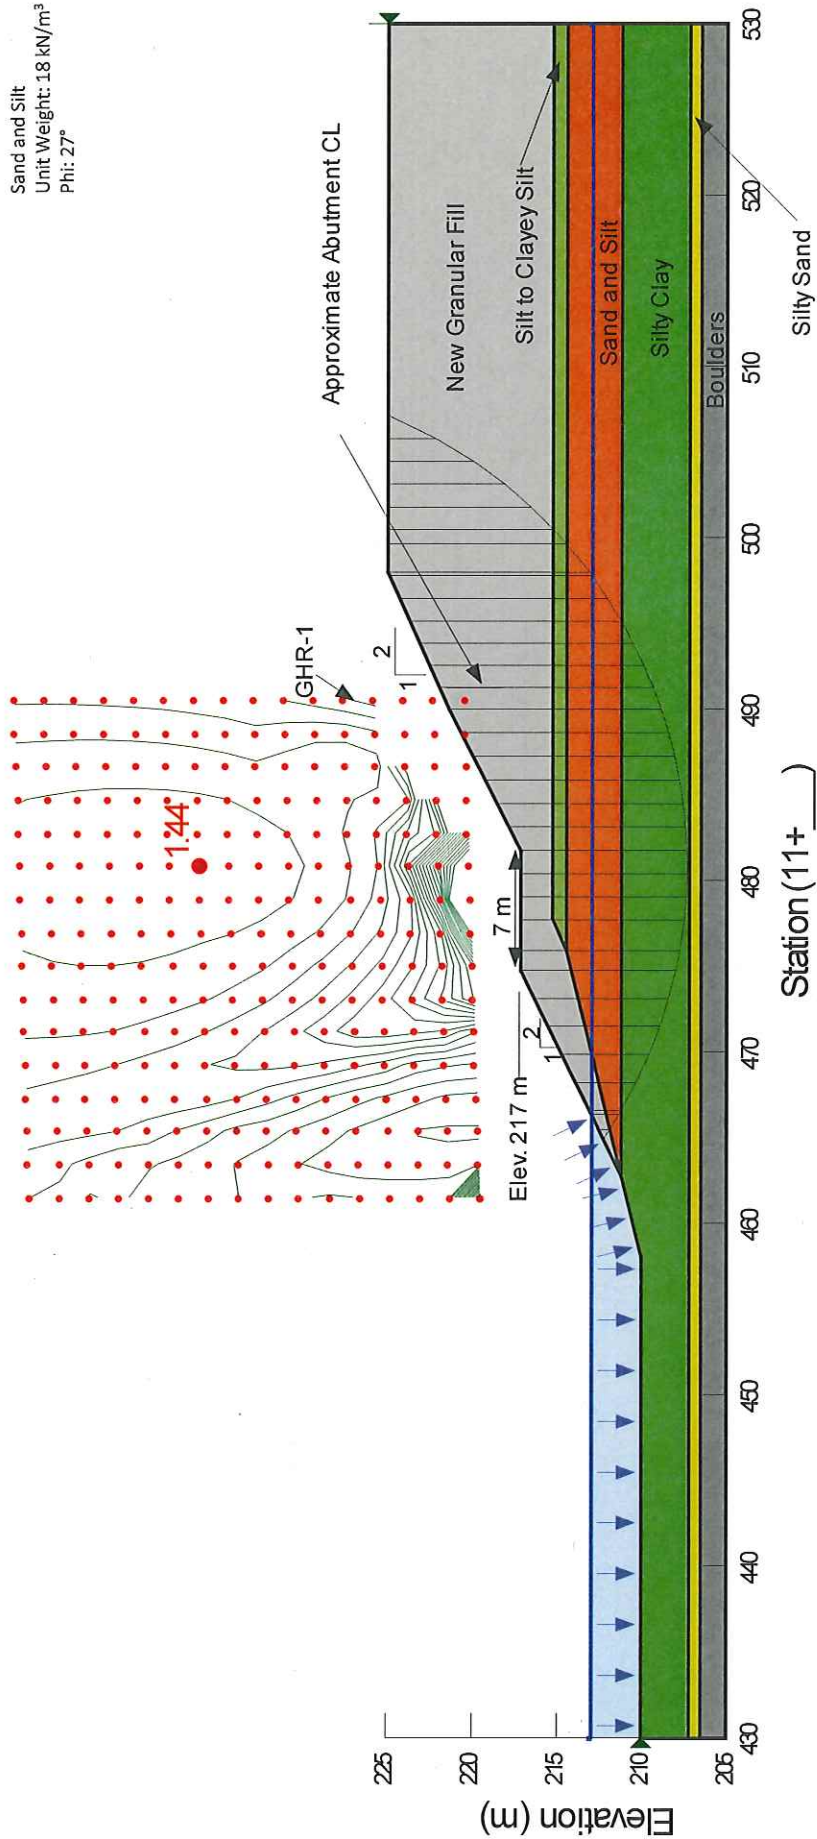 Sand and Silt
Unit Weight: 18 kN/m³
Phi: 27°
1.44
GHR-1
Approximate Abutment CL
2
1
New Granular Fill
Elev. 217 m
7 m
2
1
Silt to Clayey Silt
Sand and Silt
Silty Clay
Boulders
Silty Sand
225
220
215
210
205
Elevation (m)
430
440
450
460
470
480
490
500
510
520
530
Station (11+___)